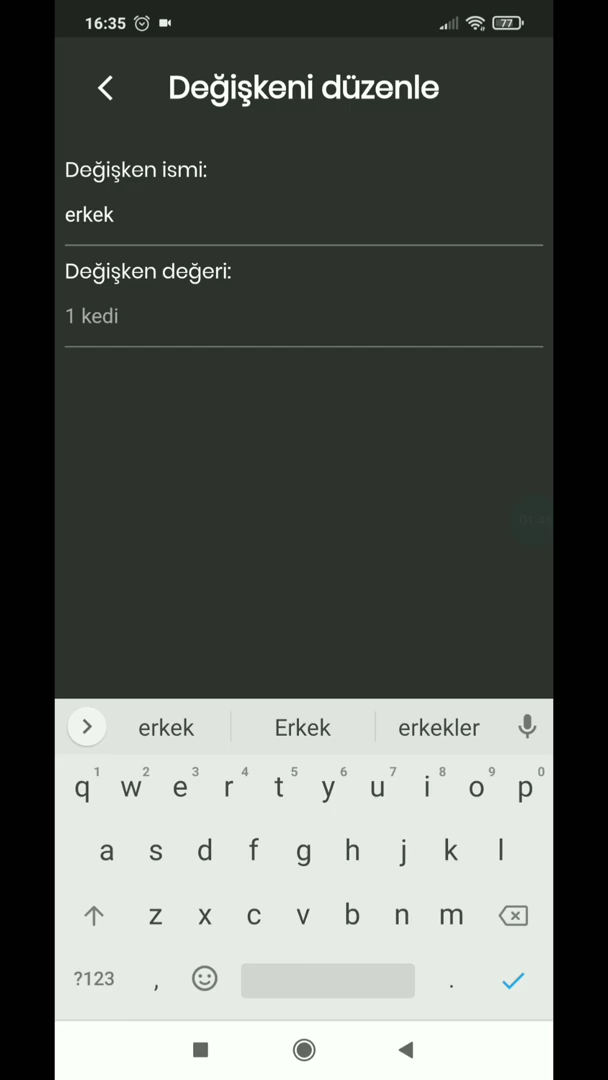 16:35 77
Değişkeni düzenle
Değişken ismi:
erkek
Değişken değeri:
1 kedi
erkek Erkek erkekler
1 2 3 4 5 6 7 8 9 0
q w e r t y u i o p
a s d f g h j k l
z x c v b n m
?123 , .